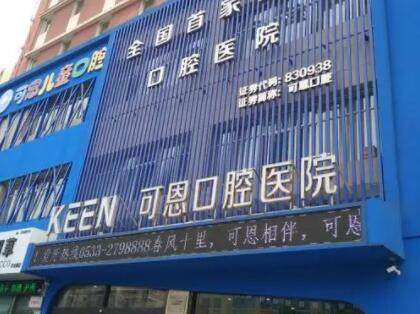 全国首家
口腔医院
证券代码:830938
证券简称:可恩口腔
可恩儿童口腔
KEEN 可恩口腔医院
爱牙热线0533-2798888春风十里，可恩相伴，可恩